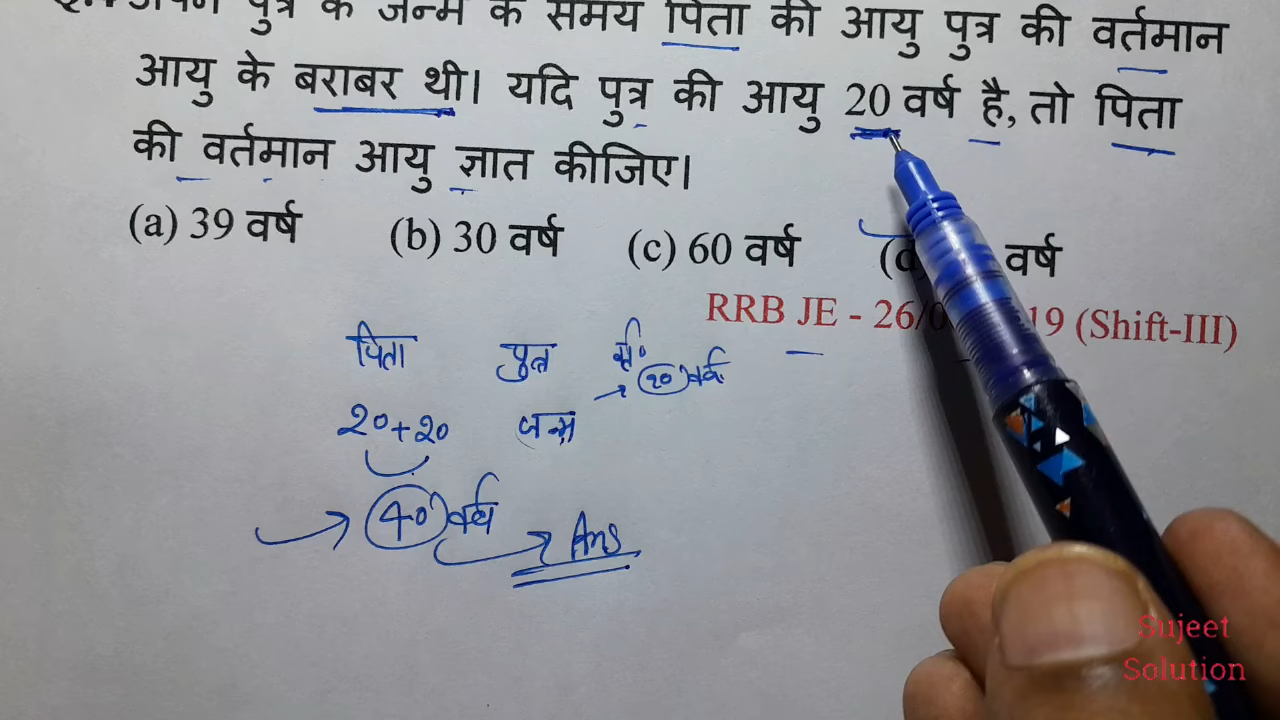 पुत्र के जन्म के समय पिता की आयु पुत्र की वर्तमान
आयु के बराबर थी। यदि पुत्र की आयु 20 वर्ष है, तो पिता
की वर्तमान आयु ज्ञात कीजिए।
(a) 39 वर्ष (b) 30 वर्ष (c) 60 वर्ष (d) वर्ष
RRB JE - 26/0 19 (Shift-III)
पिता पुत्र
→ 20 वर्ष
20+20 जन्म
→ 40 वर्ष → Ans
Sujeet
Solution